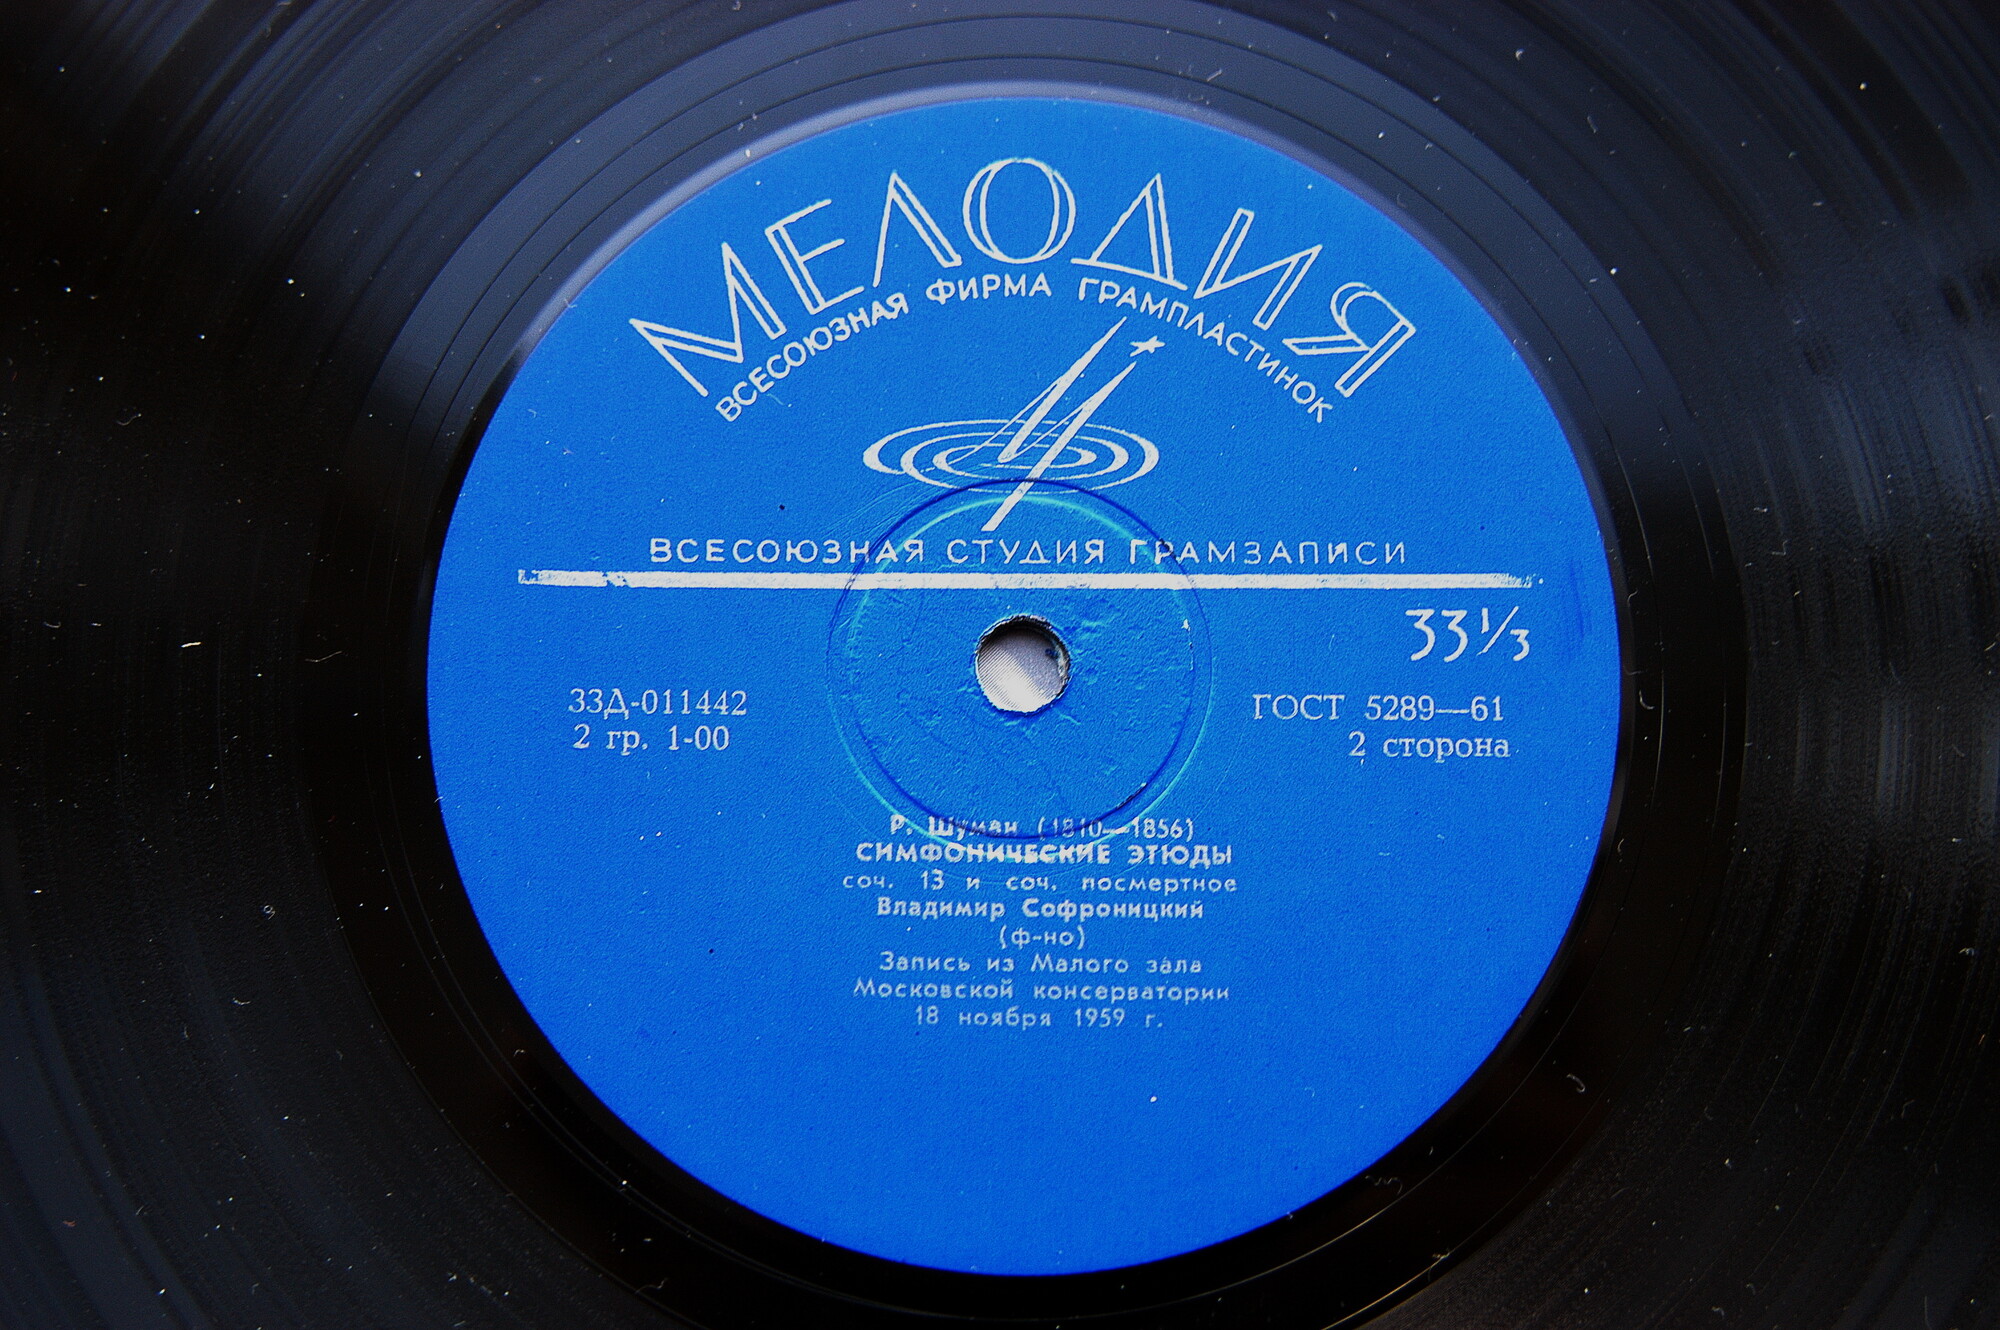 МЕЛОДИЯ
ВСЕСОЮЗНАЯ ФИРМА ГРАМПЛАСТИНОК
ВСЕСОЮЗНАЯ СТУДИЯ ГРАМЗАПИСИ
33 1/3
33Д-011442
2 гр. 1-00
ГОСТ 5289—61
2 сторона
Р. Шуман (1810—1856)
СИМФОНИЧЕСКИЕ ЭТЮДЫ
соч. 13 и соч. посмертное
Владимир Софроницкий
(ф-но)
Запись из Малого зала
Московской консерватории
18 ноября 1959 г.